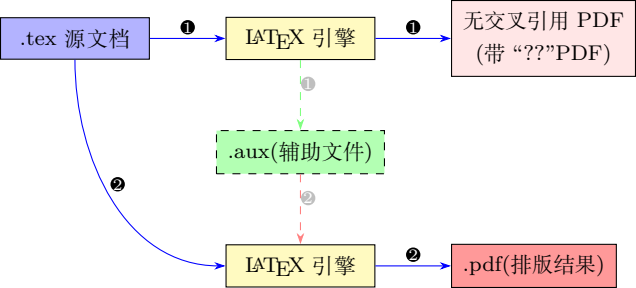 .tex 源文档
❶
LATEX 引擎
❶
无交叉引用 PDF
(带 “??”PDF)
❶
.aux(辅助文件)
❷
❷
LATEX 引擎
❷
.pdf(排版结果)